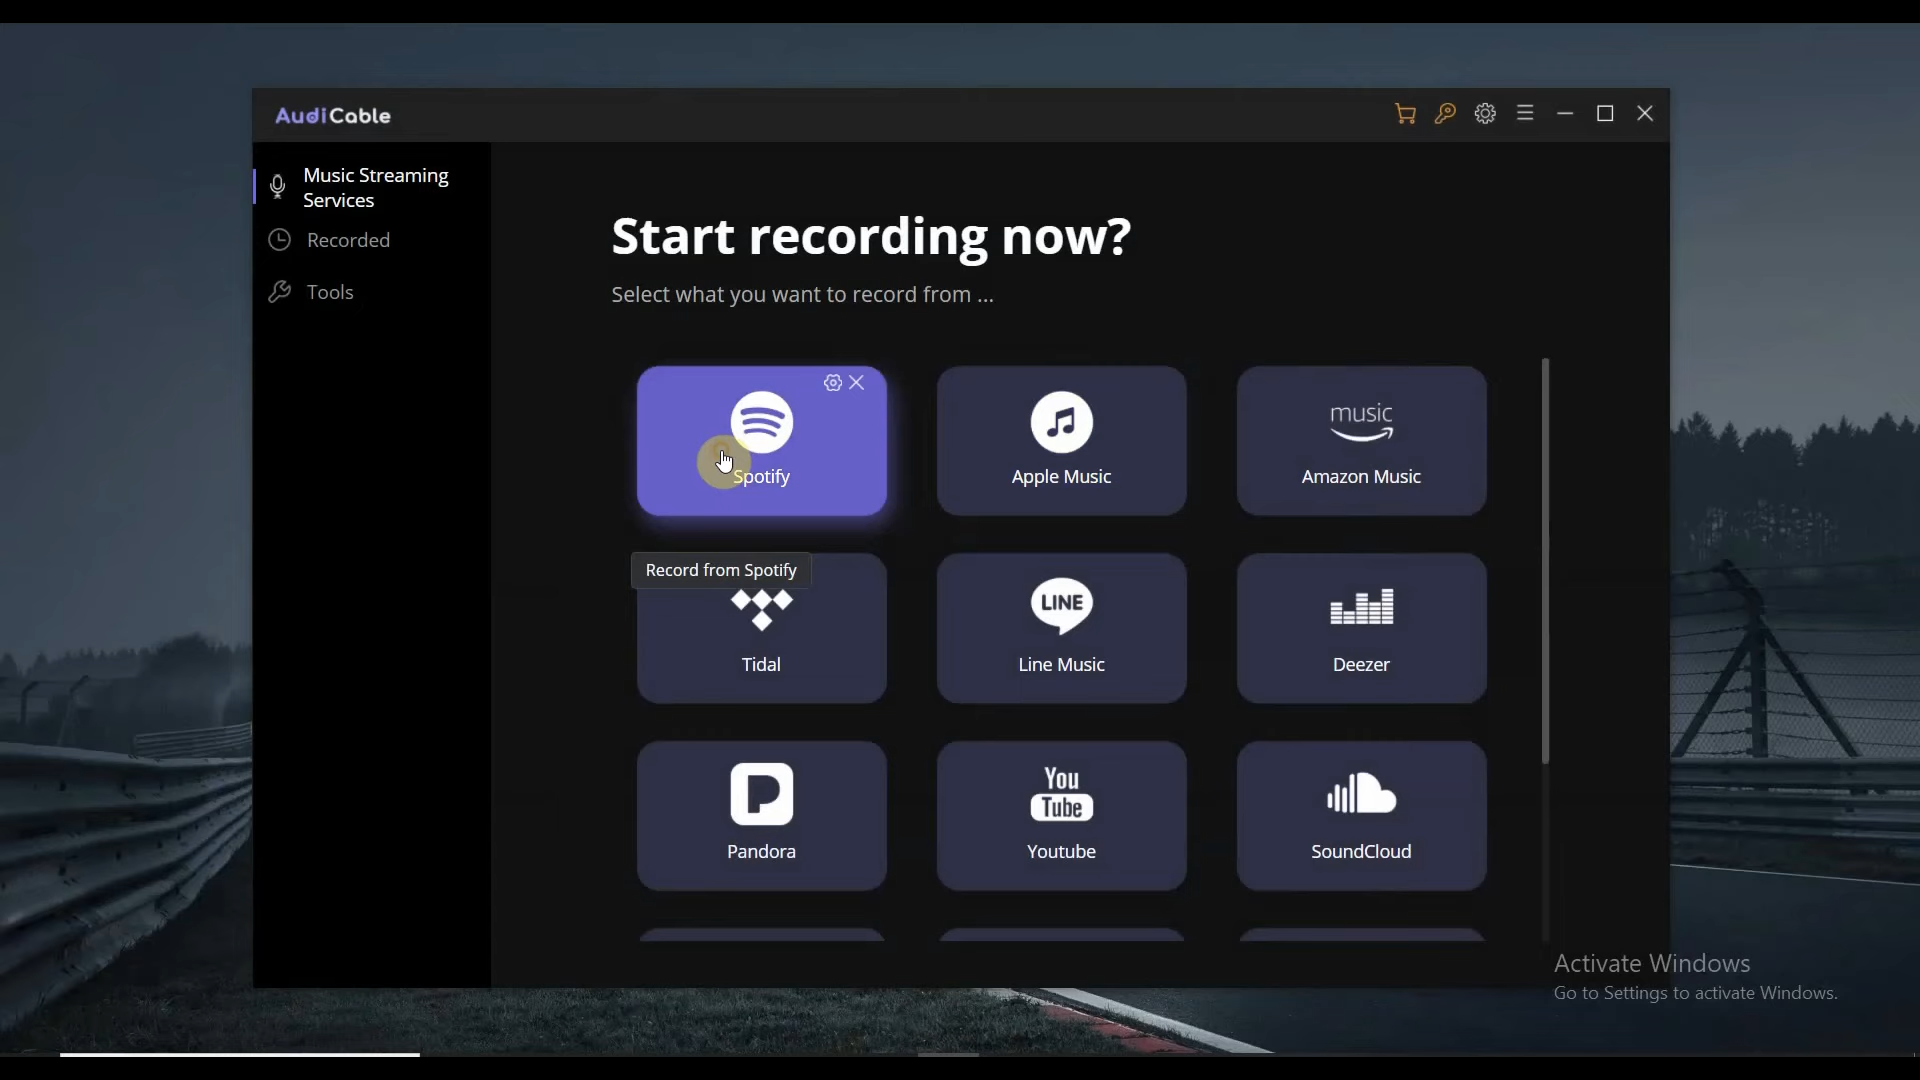 AudiCable
Music Streaming
Services
Recorded
Tools
Start recording now?
Select what you want to record from ...
Spotify
Apple Music
music
Amazon Music
Record from Spotify
Tidal
LINE
Line Music
Deezer
Pandora
You
Tube
Youtube
SoundCloud
Activate Windows
Go to Settings to activate Windows.